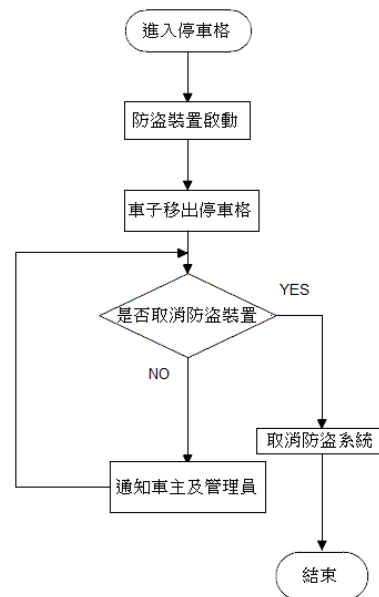 進入停車格
防盜裝置啟動
車子移出停車格
是否取消防盜裝置
YES
NO
取消防盜系統
通知車主及管理員
結束